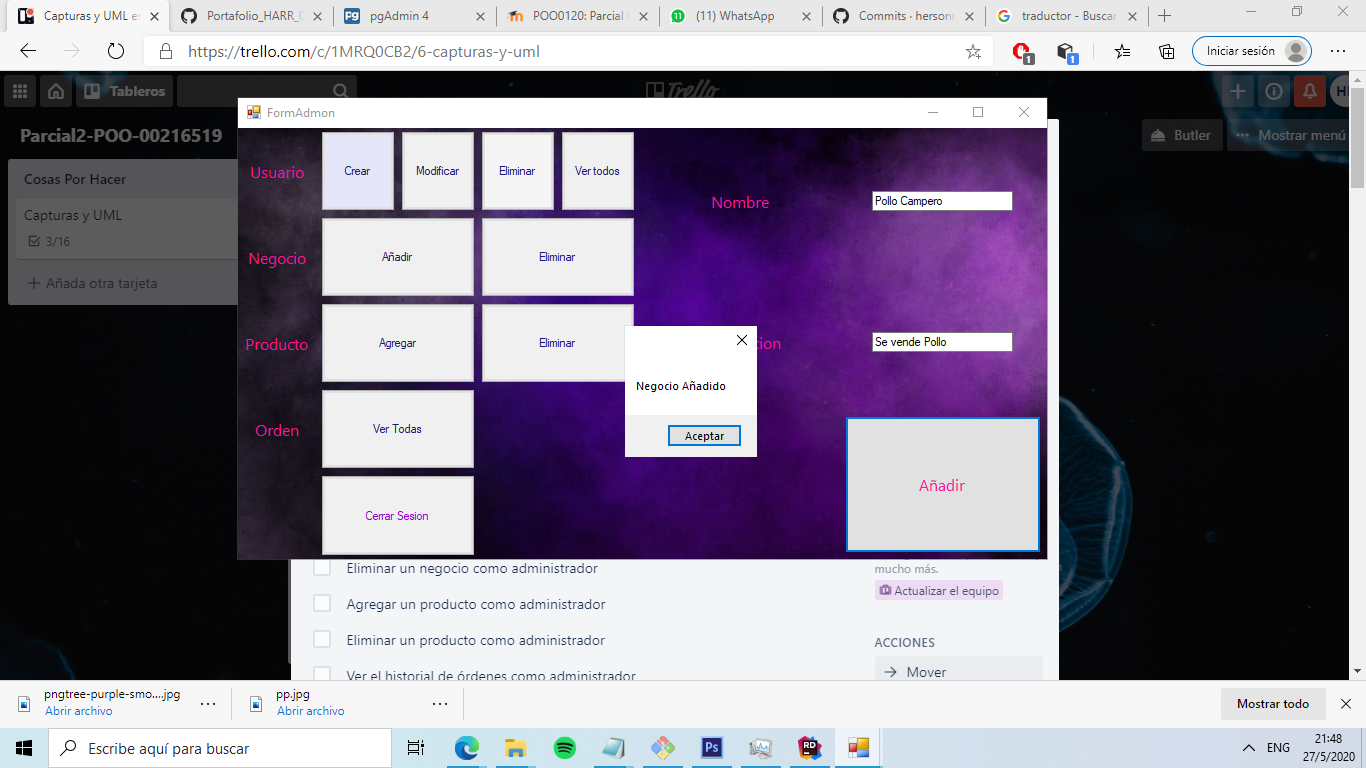 Capturas y UML en
Portafolio_HARR_0
pgAdmin 4
POO0120: Parcial
(11) WhatsApp
Commits · hersonr
traductor - Buscar
https://trello.com/c/1MRQ0CB2/6-capturas-y-uml
1
1
Iniciar sesión
Tableros
Trello
Parcial2-POO-00216519
Butler
Mostrar menú
Cosas Por Hacer
Capturas y UML
3/16
Añada otra tarjeta
FormAdmon
Usuario
Crear
Modificar
Eliminar
Ver todos
Negocio
Añadir
Eliminar
Producto
Agregar
Eliminar
Orden
Ver Todas
Cerrar Sesion
Nombre
Pollo Campero
cion
Se vende Pollo
Añadir
Negocio Añadido
Aceptar
Eliminar un negocio como administrador
Agregar un producto como administrador
Eliminar un producto como administrador
Ver el historial de órdenes como administrador
mucho más.
Actualizar el equipo
ACCIONES
Mover
pngtree-purple-smo....jpg
Abrir archivo
pp.jpg
Abrir archivo
Mostrar todo
Escribe aquí para buscar
ENG
21:48
27/5/2020